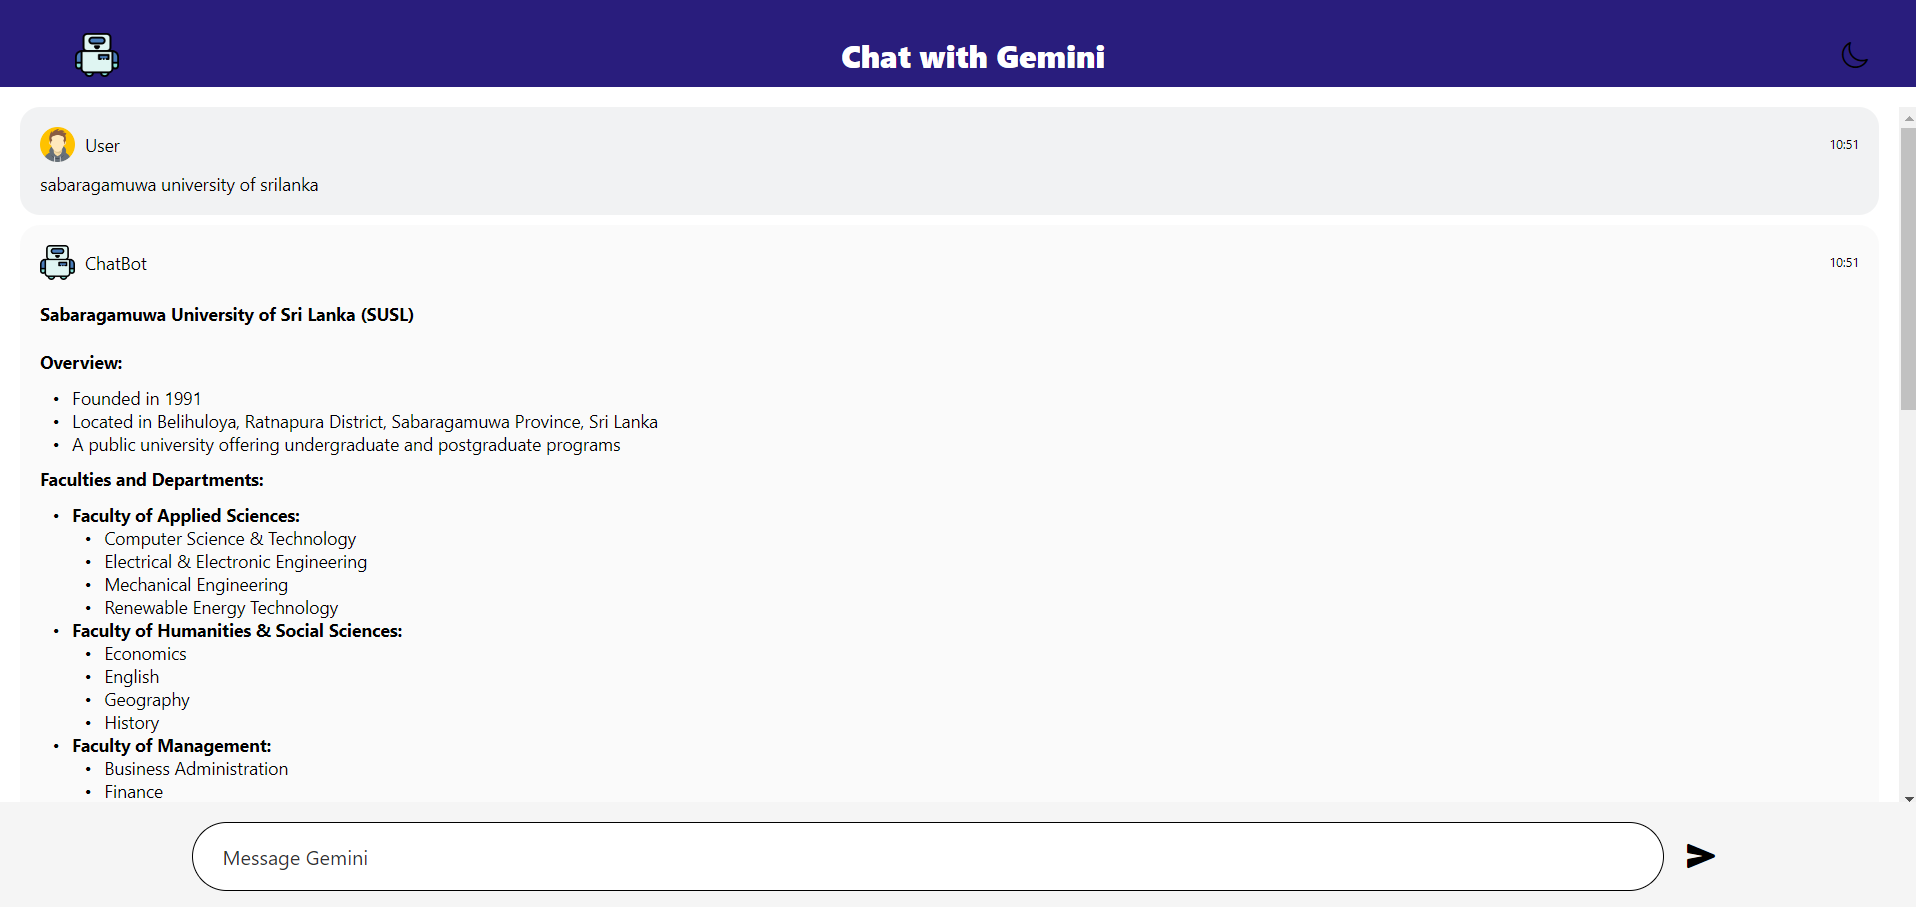 Chat with Gemini
User
10:51
sabaragamuwa university of srilanka
ChatBot
10:51
Sabaragamuwa University of Sri Lanka (SUSL)
Overview:
• Founded in 1991
• Located in Belihuloya, Ratnapura District, Sabaragamuwa Province, Sri Lanka
• A public university offering undergraduate and postgraduate programs
Faculties and Departments:
• Faculty of Applied Sciences:
• Computer Science & Technology
• Electrical & Electronic Engineering
• Mechanical Engineering
• Renewable Energy Technology
• Faculty of Humanities & Social Sciences:
• Economics
• English
• Geography
• History
• Faculty of Management:
• Business Administration
• Finance
Message Gemini